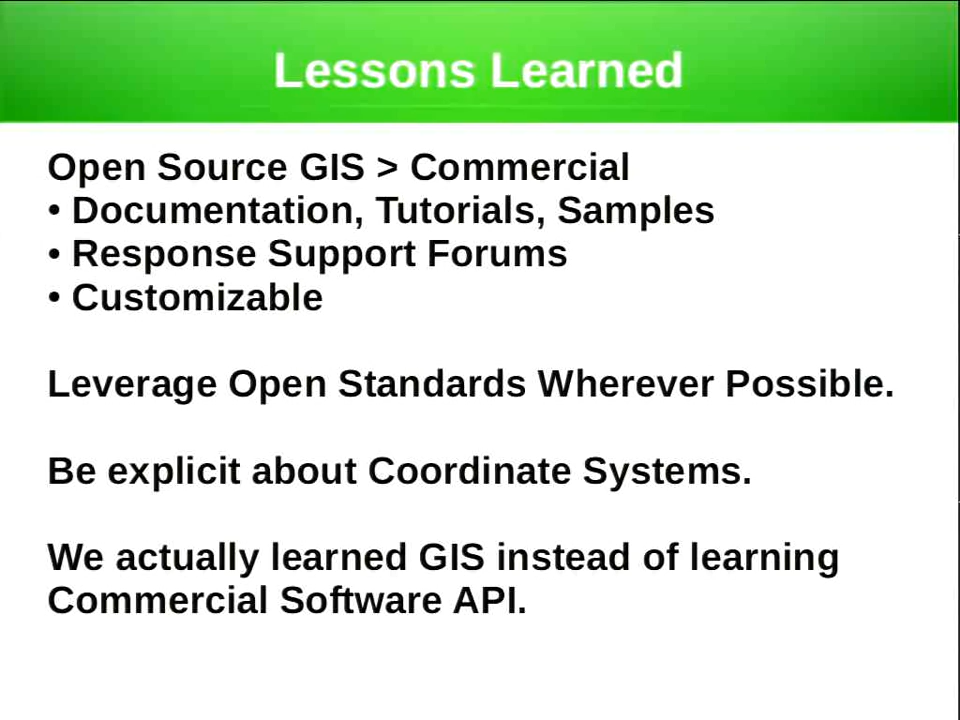 Lessons Learned
Open Source GIS > Commercial
• Documentation, Tutorials, Samples
• Response Support Forums
• Customizable
Leverage Open Standards Wherever Possible.
Be explicit about Coordinate Systems.
We actually learned GIS instead of learning
Commercial Software API.